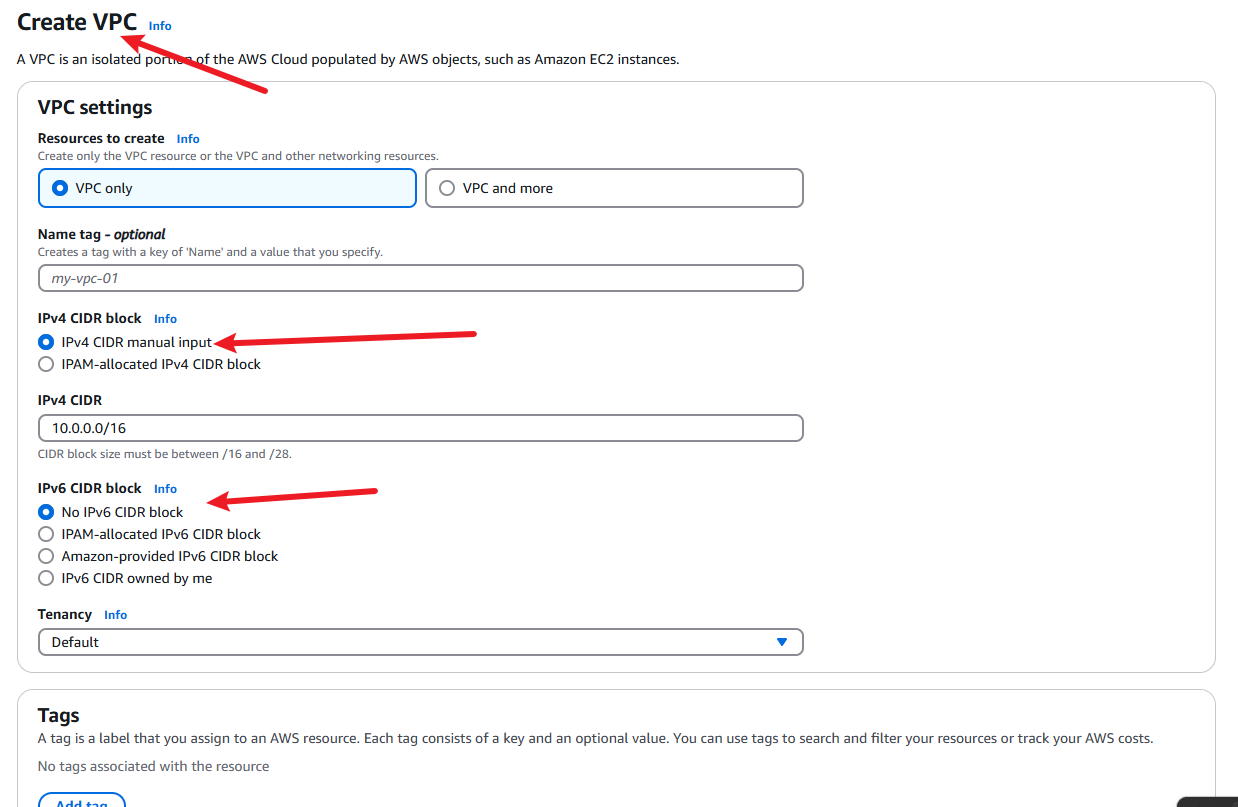 Create VPC Info
A VPC is an isolated portion of the AWS Cloud populated by AWS objects, such as Amazon EC2 instances.
VPC settings
Resources to create Info
Create only the VPC resource or the VPC and other networking resources.
VPC only
VPC and more
Name tag - optional
Creates a tag with a key of 'Name' and a value that you specify.
my-vpc-01
IPv4 CIDR block Info
IPv4 CIDR manual input
IPAM-allocated IPv4 CIDR block
IPv4 CIDR
10.0.0.0/16
CIDR block size must be between /16 and /28.
IPv6 CIDR block Info
No IPv6 CIDR block
IPAM-allocated IPv6 CIDR block
Amazon-provided IPv6 CIDR block
IPv6 CIDR owned by me
Tenancy Info
Default
Tags
A tag is a label that you assign to an AWS resource. Each tag consists of a key and an optional value. You can use tags to search and filter your resources or track your AWS costs.
No tags associated with the resource
Add tag